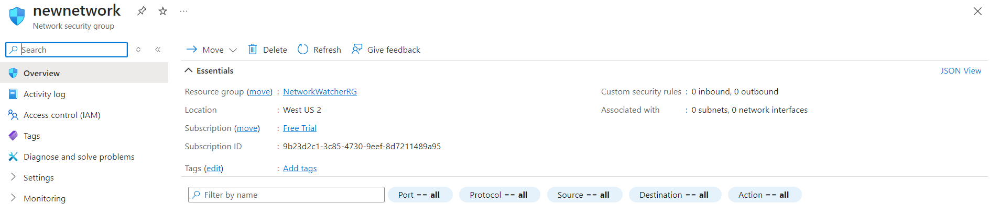 newnetwork
Network security group
Search
Move
Delete
Refresh
Give feedback
Overview
Activity log
Access control (IAM)
Tags
Diagnose and solve problems
Settings
Monitoring
Essentials
JSON View
Resource group (move) : NetworkWatcherRG
Location : West US 2
Subscription (move) : Free Trial
Subscription ID : 9b23d2c1-3c85-4730-9eef-8d7211489a95
Tags (edit) : Add tags
Custom security rules : 0 inbound, 0 outbound
Associated with : 0 subnets, 0 network interfaces
Filter by name
Port == all
Protocol == all
Source == all
Destination == all
Action == all